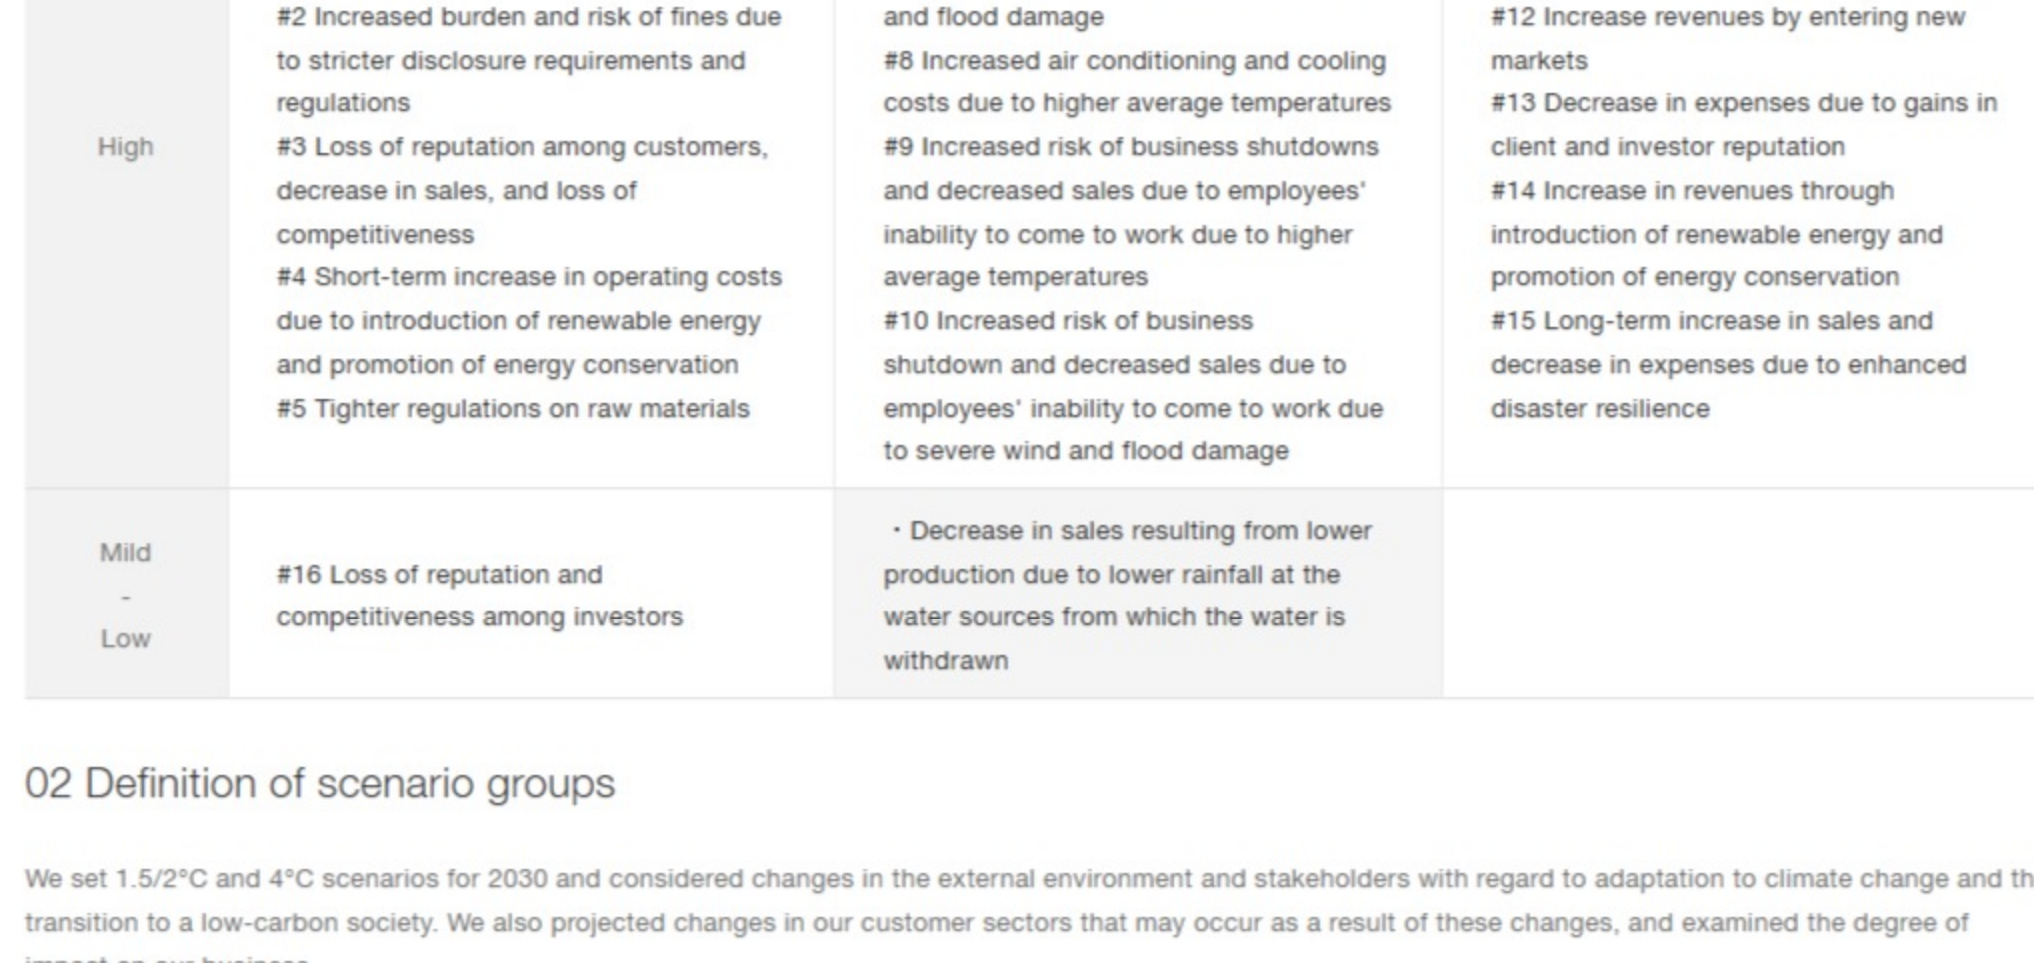 High
#2 Increased burden and risk of fines due
to stricter disclosure requirements and
regulations
#3 Loss of reputation among customers,
decrease in sales, and loss of
competitiveness
#4 Short-term increase in operating costs
due to introduction of renewable energy
and promotion of energy conservation
#5 Tighter regulations on raw materials
and flood damage
#8 Increased air conditioning and cooling
costs due to higher average temperatures
#9 Increased risk of business shutdowns
and decreased sales due to employees'
inability to come to work due to higher
average temperatures
#10 Increased risk of business
shutdown and decreased sales due to
employees' inability to come to work due
to severe wind and flood damage
#12 Increase revenues by entering new
markets
#13 Decrease in expenses due to gains in
client and investor reputation
#14 Increase in revenues through
introduction of renewable energy and
promotion of energy conservation
#15 Long-term increase in sales and
decrease in expenses due to enhanced
disaster resilience
Mild
-
Low
#16 Loss of reputation and
competitiveness among investors
・Decrease in sales resulting from lower
production due to lower rainfall at the
water sources from which the water is
withdrawn
02 Definition of scenario groups
We set 1.5/2°C and 4°C scenarios for 2030 and considered changes in the external environment and stakeholders with regard to adaptation to climate change and th
transition to a low-carbon society. We also projected changes in our customer sectors that may occur as a result of these changes, and examined the degree of